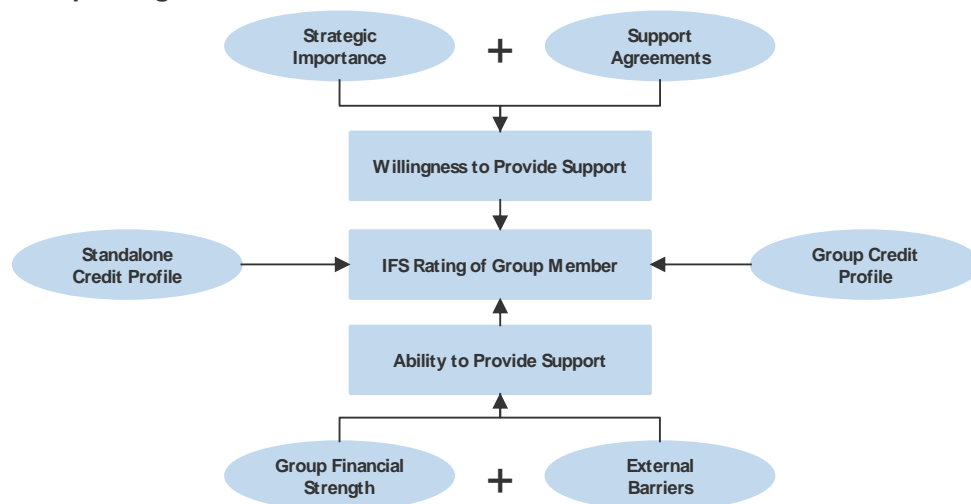 Strategic
Importance
+
Support
Agreements
Willingness to Provide Support
Standalone
Credit Profile
IFS Rating of Group Member
Group Credit
Profile
Ability to Provide Support
Group Financial
Strength
+
External
Barriers